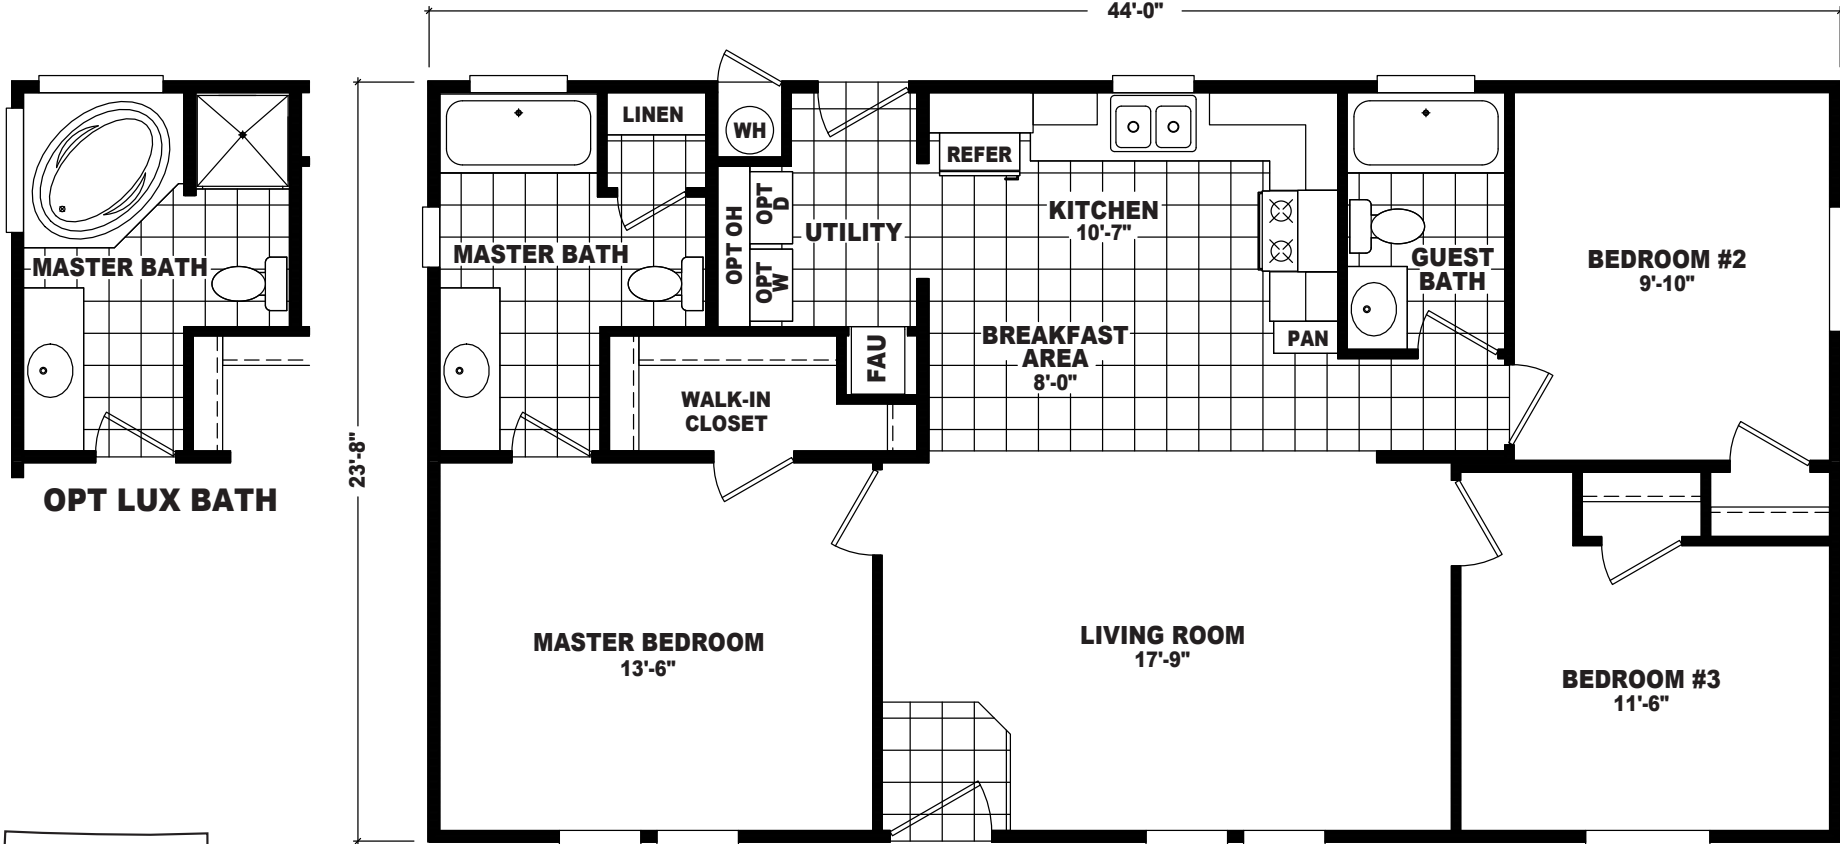 44'-0"
23'-8"
MASTER BATH
OPT LUX BATH
LINEN
WH
MASTER BATH
OPT OH
OPT
D
OPT
W
UTILITY
REFER
KITCHEN
10'-7"
BREAKFAST
AREA
8'-0"
PAN
GUEST
BATH
BEDROOM #2
9'-10"
FAU
WALK-IN
CLOSET
MASTER BEDROOM
13'-6"
LIVING ROOM
17'-9"
BEDROOM #3
11'-6"